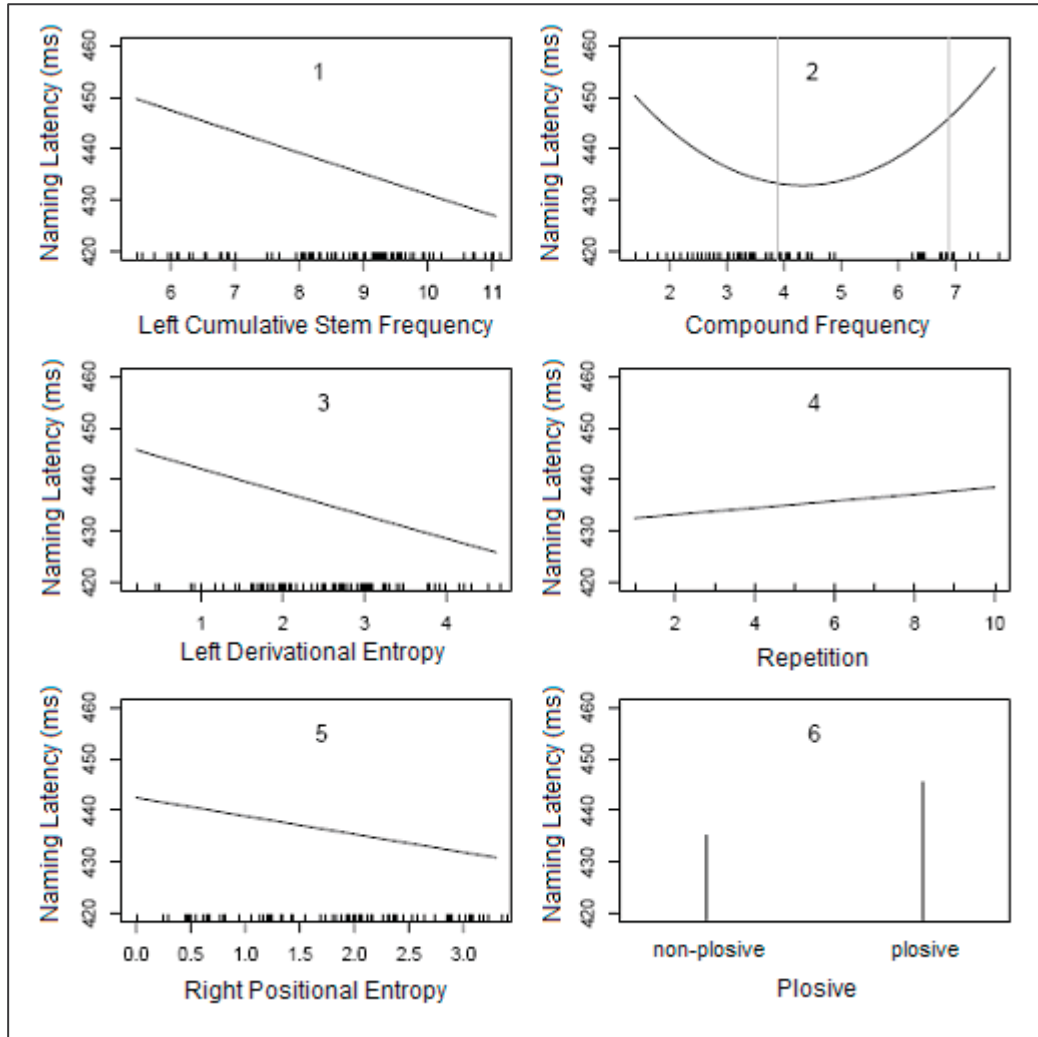 Naming Latency (ms)
460
450
440
430
420
1
6 7 8 9 10 11
Left Cumulative Stem Frequency
Naming Latency (ms)
460
450
440
430
420
2
2 3 4 5 6 7
Compound Frequency
Naming Latency (ms)
460
450
440
430
420
3
1 2 3 4
Left Derivational Entropy
Naming Latency (ms)
460
450
440
430
420
4
2 4 6 8 10
Repetition
Naming Latency (ms)
460
450
440
430
420
5
0.0 0.5 1.0 1.5 2.0 2.5 3.0
Right Positional Entropy
Naming Latency (ms)
460
450
440
430
420
6
non-plosive plosive
Plosive